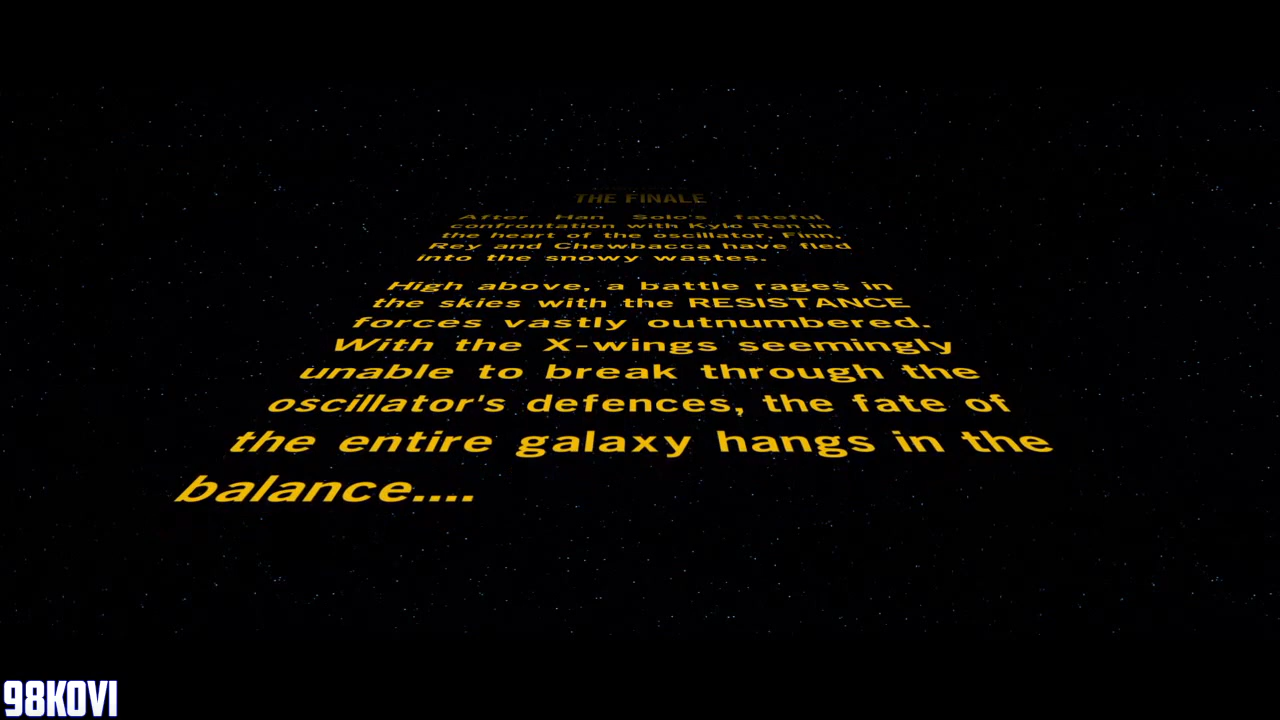 THE FINALE
After Han Solo's fateful
confrontation with Kylo Ren in
the heart of the oscillator, Finn,
Rey and Chewbacca have fled
into the snowy wastes.
High above, a battle rages in
the skies with the RESISTANCE
forces vastly outnumbered.
With the X-wings seemingly
unable to break through the
oscillator's defences, the fate of
the entire galaxy hangs in the
balance....
98KOVI